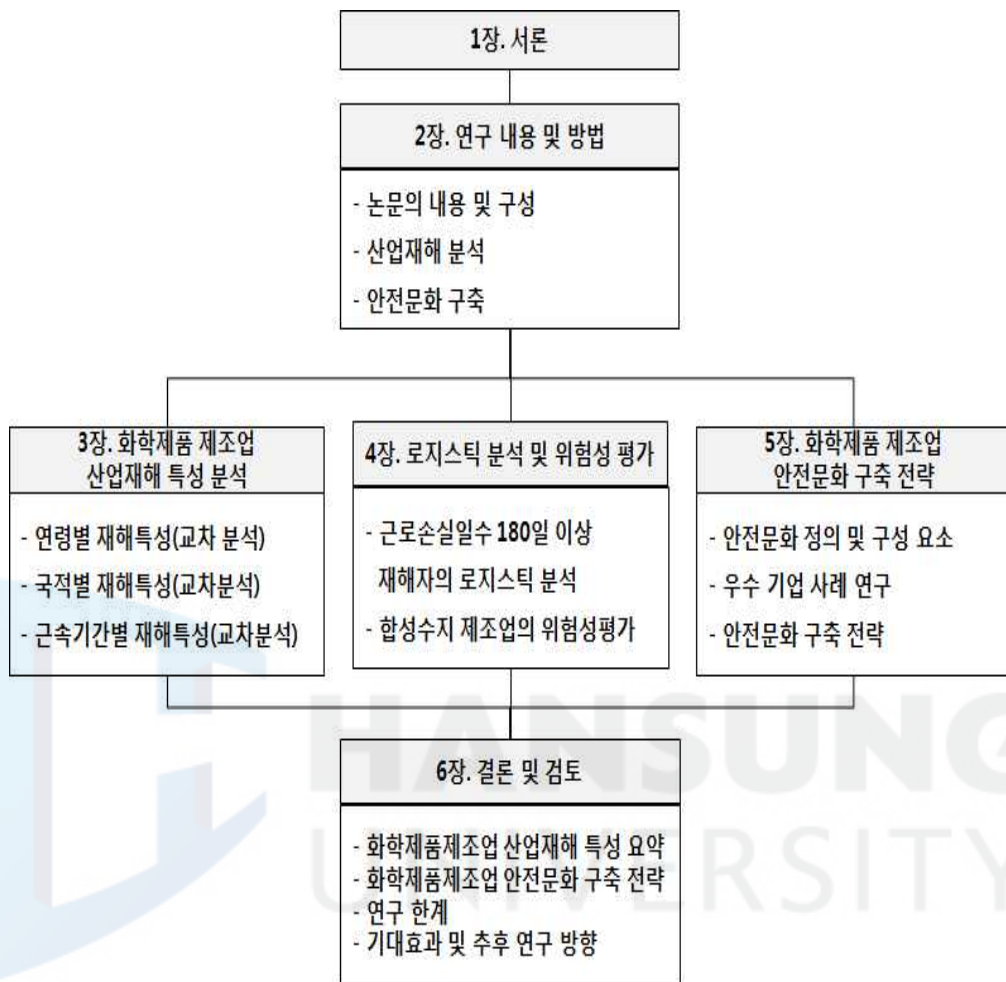 1장. 서론
2장. 연구 내용 및 방법
- 논문의 내용 및 구성
- 산업재해 분석
- 안전문화 구축
3장. 화학제품 제조업
산업재해 특성 분석
- 연령별 재해특성(교차 분석)
- 국적별 재해특성(교차분석)
- 근속기간별 재해특성(교차분석)
4장. 로지스틱 분석 및 위험성 평가
- 근로손실일수 180일 이상
재해자의 로지스틱 분석
- 합성수지 제조업의 위험성평가
5장. 화학제품 제조업
안전문화 구축 전략
- 안전문화 정의 및 구성 요소
- 우수 기업 사례 연구
- 안전문화 구축 전략
6장. 결론 및 검토
- 화학제품제조업 산업재해 특성 요약
- 화학제품제조업 안전문화 구축 전략
- 연구 한계
- 기대효과 및 추후 연구 방향
HANSUNG
UNIVERSITY